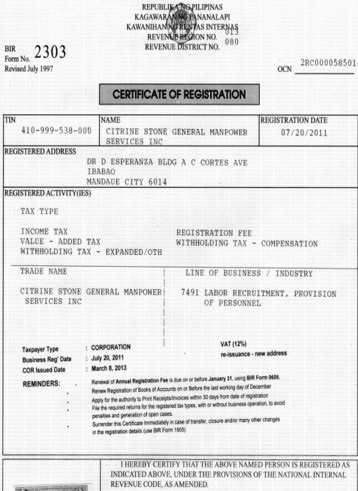 REPUBLIKA NG PILIPINAS
KAGAWARAN NG PANANALAPI
KAWANIHAN NG RENTAS INTERNAS
REVENUE REGION NO. 013
REVENUE DISTRICT NO. 080
BIR
Form No. 2303
Revised July 1997
OCN 2RC000058501
CERTIFICATE OF REGISTRATION
TIN NAME REGISTRATION DATE
410-999-538-000 CITRINE STONE GENERAL MANPOWER SERVICES INC 07/20/2011
REGISTERED ADDRESS
DR D ESPERANZA BLDG A C CORTES AVE
IBABAO
MANDAUE CITY 6014
REGISTERED ACTIVITY(IES)
TAX TYPE
INCOME TAX REGISTRATION FEE
VALUE - ADDED TAX WITHHOLDING TAX - COMPENSATION
WITHHOLDING TAX - EXPANDED/OTH
TRADE NAME LINE OF BUSINESS / INDUSTRY
CITRINE STONE GENERAL MANPOWER 7491 LABOR RECRUITMENT, PROVISION
SERVICES INC OF PERSONNEL
Taxpayer Type : CORPORATION VAT (12%)
Business Reg' Date : July 20, 2011 re-issuance - new address
COR Issued Date : March 8, 2013
REMINDERS: Renewal of Annual Registration Fee is due on or before January 31, using BIR Form 0605.
Renew Registration of Books of Accounts on or Before the last working day of December
Apply for the authority to Print Receipts/Invoices within 30 days from date of registration
File the required returns for the registered tax types, with or without business operation, to avoid
penalties and generation of open cases.
Surrender this Certificate immediately in case of transfer, closure and/or many other changes
in the registration details (use BIR Form 1905)
I HEREBY CERTIFY THAT THE ABOVE NAMED PERSON IS REGISTERED AS
INDICATED ABOVE, UNDER THE PROVISIONS OF THE NATIONAL INTERNAL
REVENUE CODE, AS AMENDED.